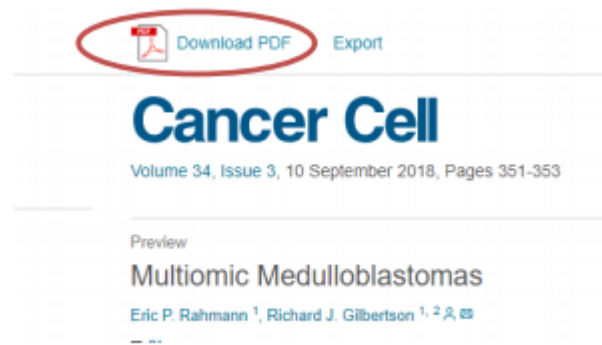 PDF
Download PDF Export
Cancer Cell
Volume 34, Issue 3, 10 September 2018, Pages 351-353
Preview
Multiomic Medulloblastomas
Eric P. Rahmann 1, Richard J. Gilbertson 1, 2